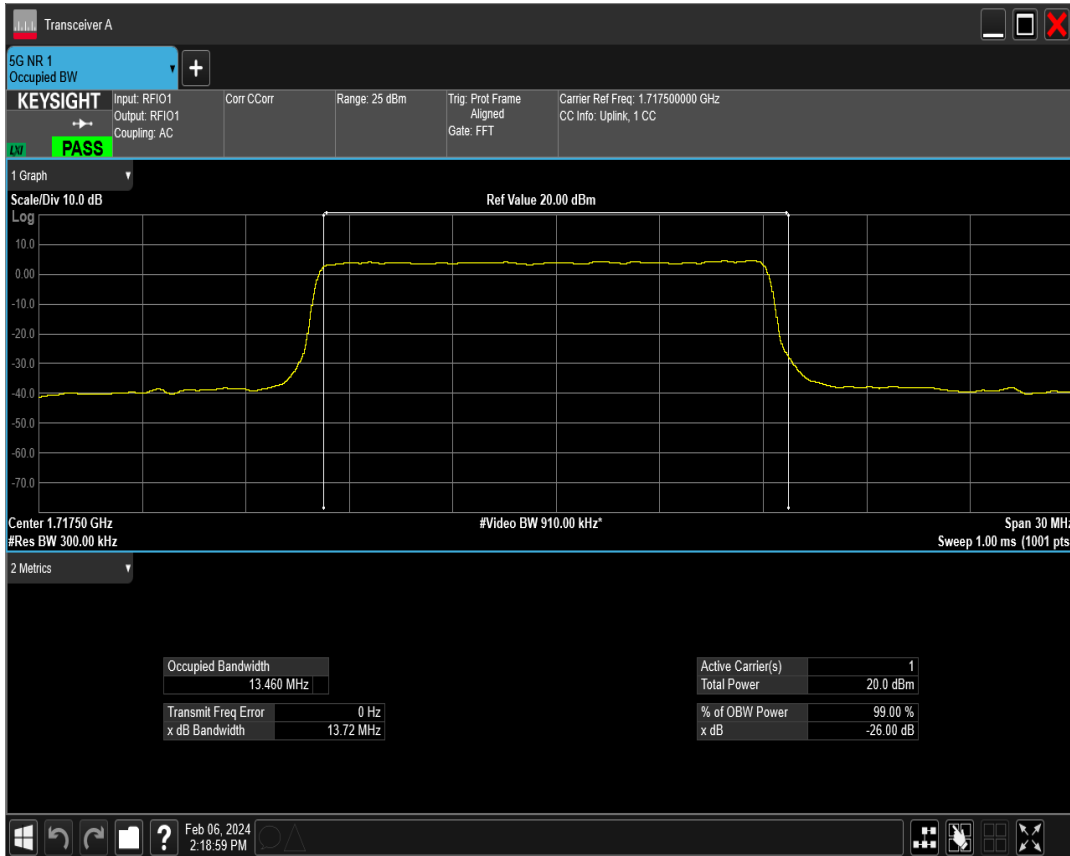 Transceiver A
5G NR 1
Occupied BW
KEYSIGHT
LXI
PASS
Input: RFIO1
Output: RFIO1
Coupling: AC
Corr CCorr
Range: 25 dBm
Trig: Prot Frame
Aligned
Gate: FFT
Carrier Ref Freq: 1.717500000 GHz
CC Info: Uplink, 1 CC
1 Graph
Scale/Div 10.0 dB
Ref Value 20.00 dBm
Log
10.0
0.00
-10.0
-20.0
-30.0
-40.0
-50.0
-60.0
-70.0
Center 1.71750 GHz
#Video BW 910.00 kHz*
Span 30 MHz
#Res BW 300.00 kHz
Sweep 1.00 ms (1001 pts
2 Metrics
Occupied Bandwidth
13.460 MHz
Transmit Freq Error 0 Hz
x dB Bandwidth 13.72 MHz
Active Carrier(s) 1
Total Power 20.0 dBm
% of OBW Power 99.00 %
x dB -26.00 dB
?
Feb 06, 2024
2:18:59 PM